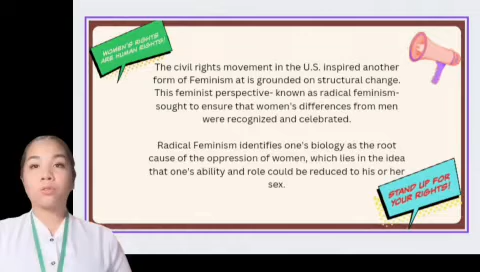 WOMEN'S RIGHTS
ARE HUMAN RIGHTS!
The civil rights movement in the U.S. inspired another
form of Feminism at is grounded on structural change.
This feminist perspective- known as radical feminism-
sought to ensure that women's differences from men
were recognized and celebrated.
Radical Feminism identifies one's biology as the root
cause of the oppression of women, which lies in the idea
that one's ability and role could be reduced to his or her
sex.
STAND UP FOR
YOUR RIGHTS!